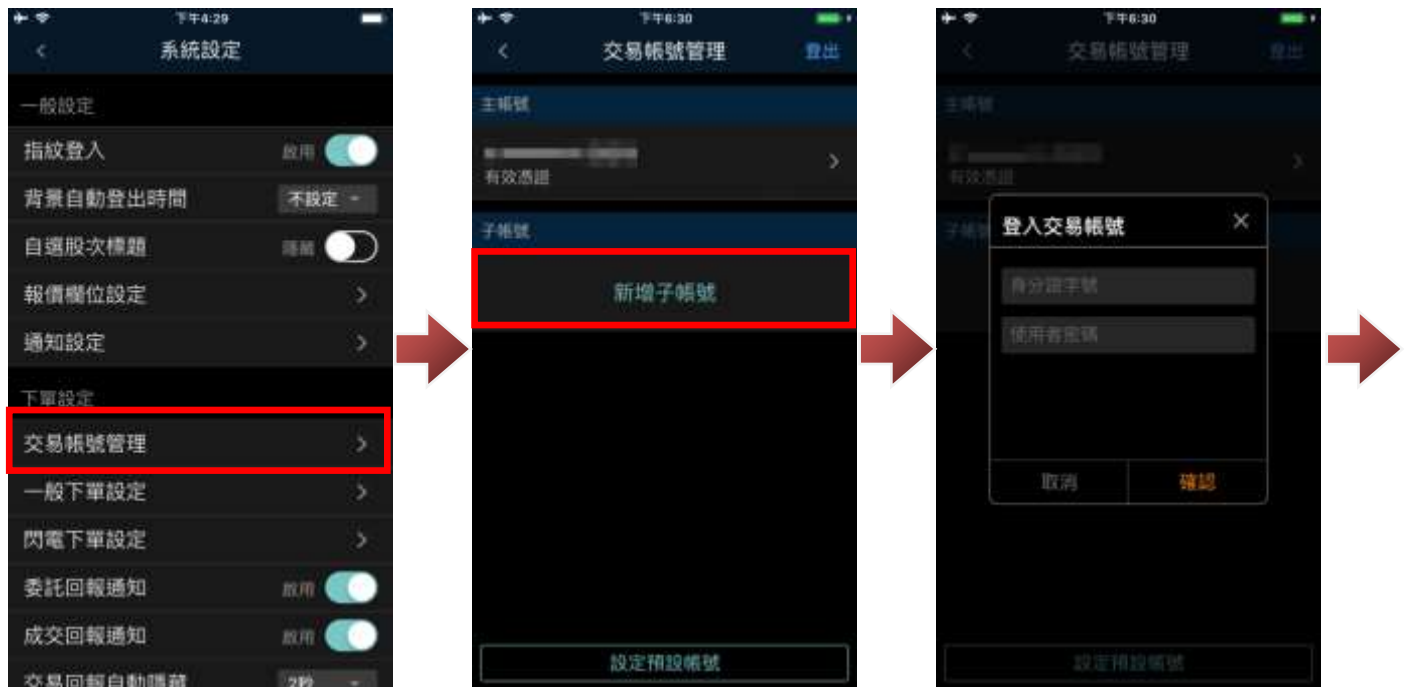 下午4:29
系統設定
一般設定
指紋登入 啟用
背景自動登出時間 不設定
自選股次標題 隱藏
報價欄位設定
通知設定
下單設定
交易帳號管理
一般下單設定
閃電下單設定
委託回報通知 啟用
成交回報通知 啟用
交易回報自動隱藏 2秒
下午6:30
交易帳號管理 登出
主帳號
有效憑證
子帳號
新增子帳號
設定預設帳號
下午6:30
交易帳號管理 登出
主帳號
有效憑證
子帳號
登入交易帳號
身分證字號
使用者密碼
取消 確認
設定預設帳號